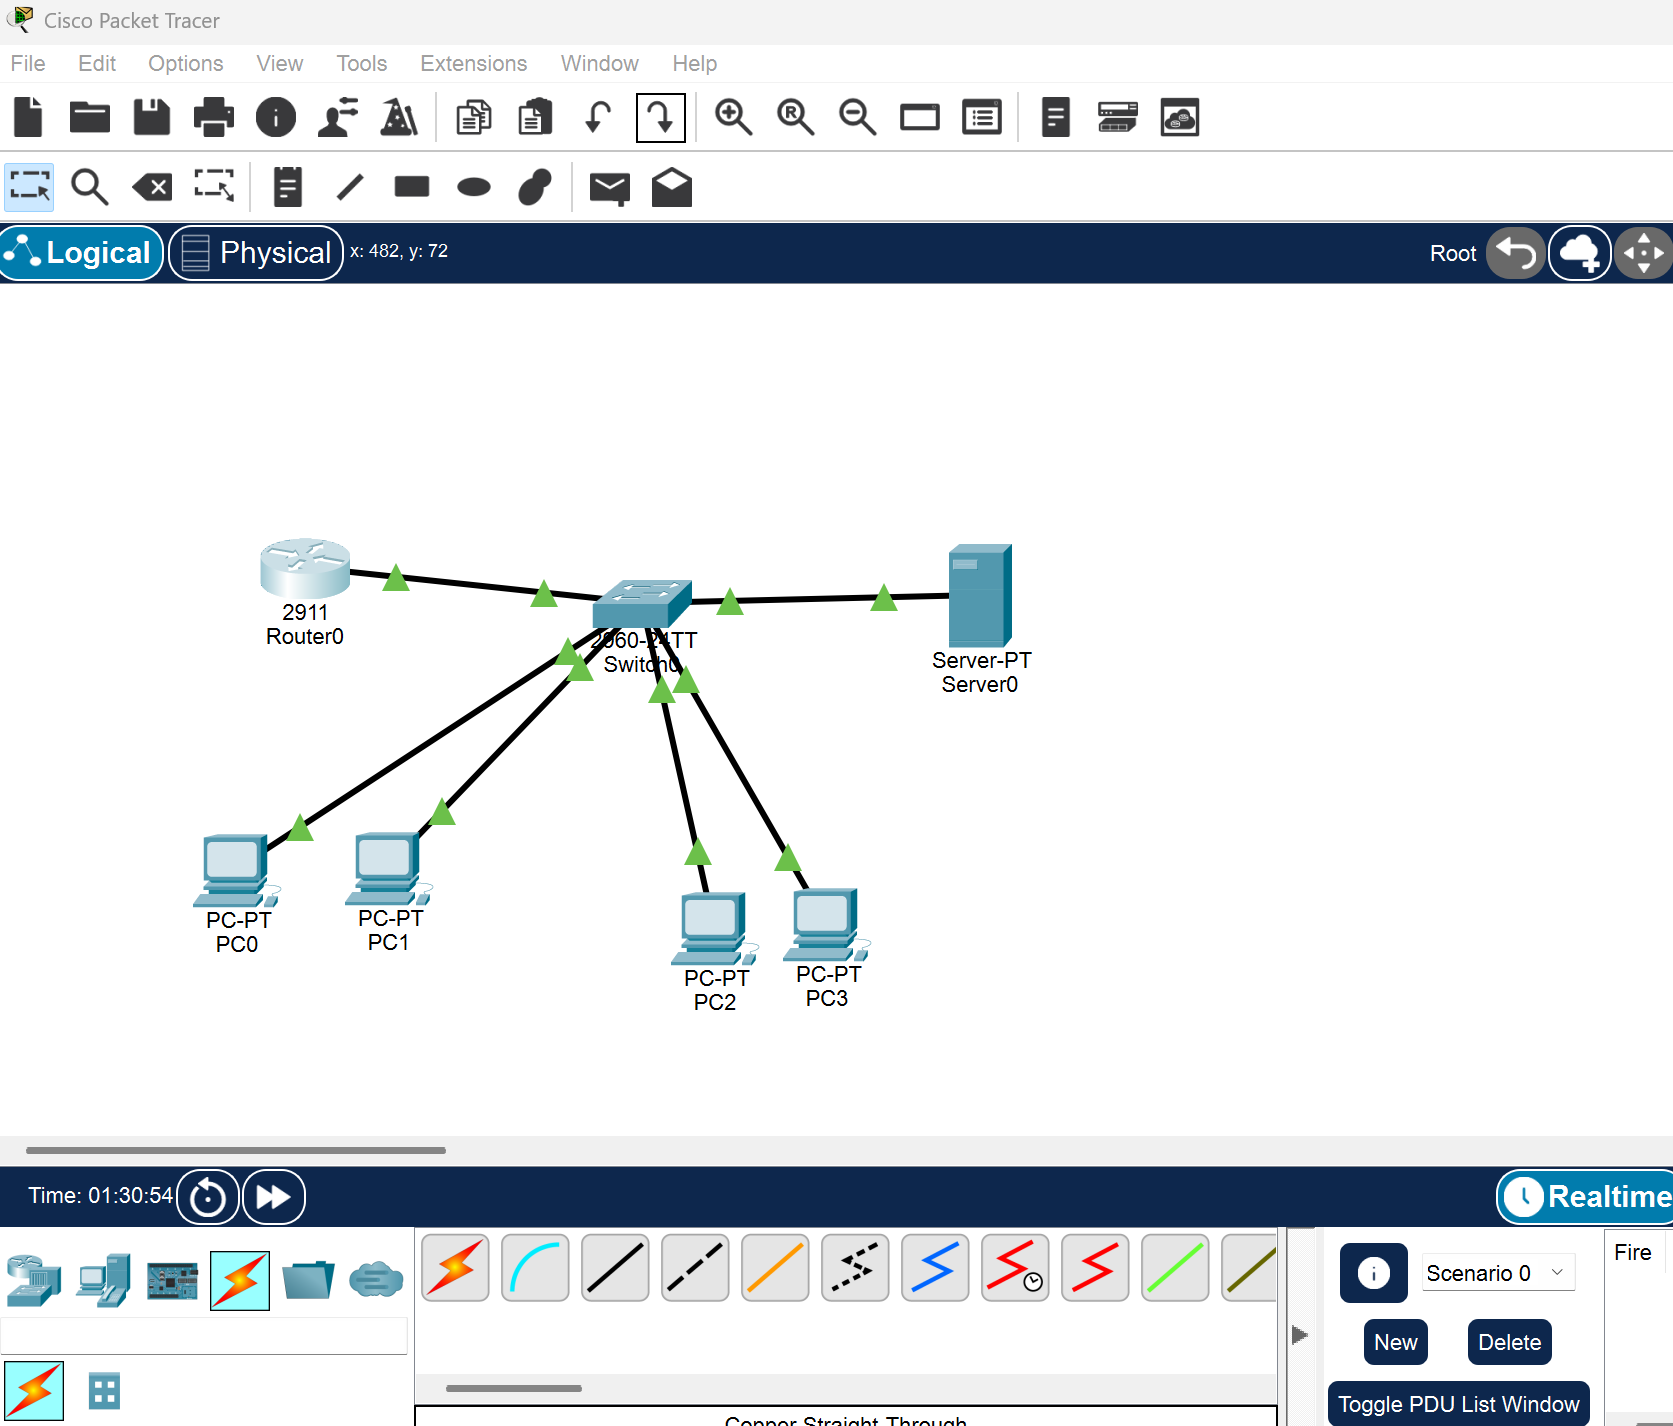 Cisco Packet Tracer
File Edit Options View Tools Extensions Window Help
Logical Physical x: 482, y: 72 Root
2911
Router0
2960-24TT
Switch0
Server-PT
Server0
PC-PT
PC0
PC-PT
PC1
PC-PT
PC2
PC-PT
PC3
Time: 01:30:54
Realtime
Scenario 0
Fire
New
Delete
Toggle PDU List Window
Copper Straight-Through